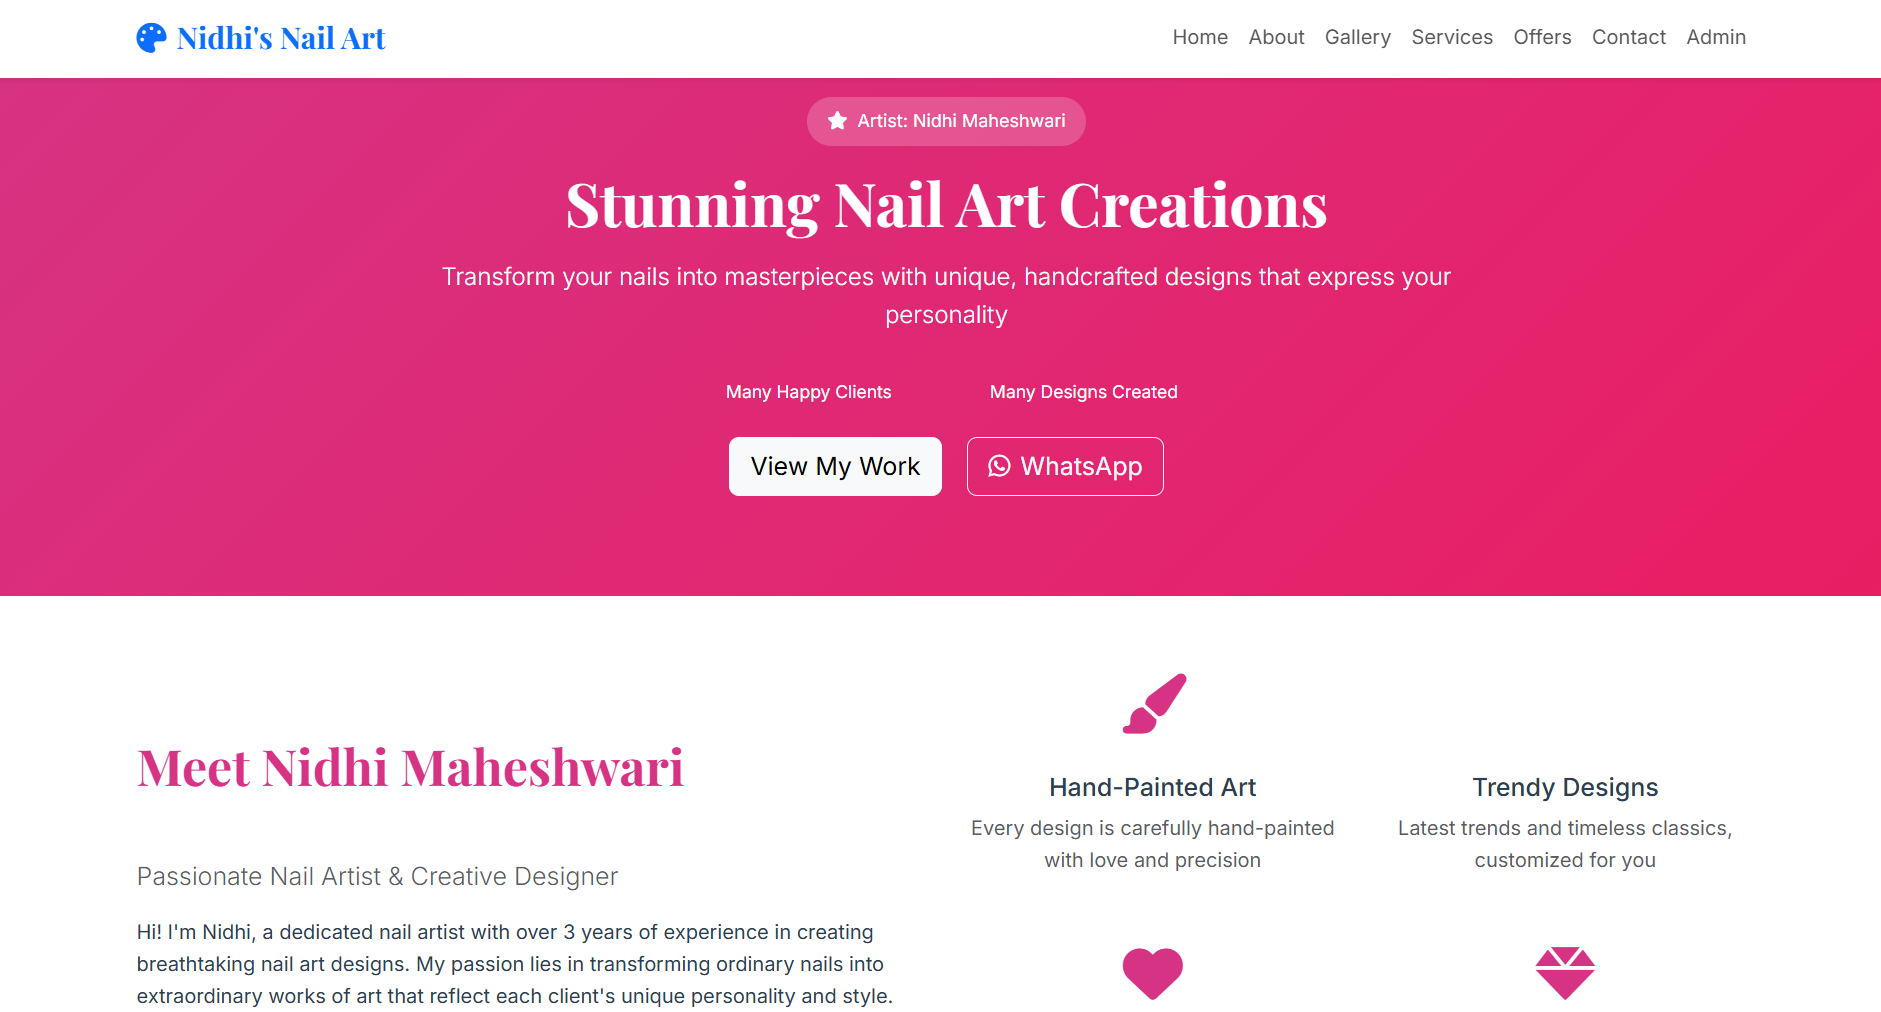 Nidhi's Nail Art
Home About Gallery Services Offers Contact Admin
Artist: Nidhi Maheshwari
Stunning Nail Art Creations
Transform your nails into masterpieces with unique, handcrafted designs that express your
personality
Many Happy Clients
Many Designs Created
View My Work
WhatsApp
Meet Nidhi Maheshwari
Passionate Nail Artist & Creative Designer
Hi! I'm Nidhi, a dedicated nail artist with over 3 years of experience in creating
breathtaking nail art designs. My passion lies in transforming ordinary nails into
extraordinary works of art that reflect each client's unique personality and style.
Hand-Painted Art
Every design is carefully hand-painted
with love and precision
Trendy Designs
Latest trends and timeless classics,
customized for you